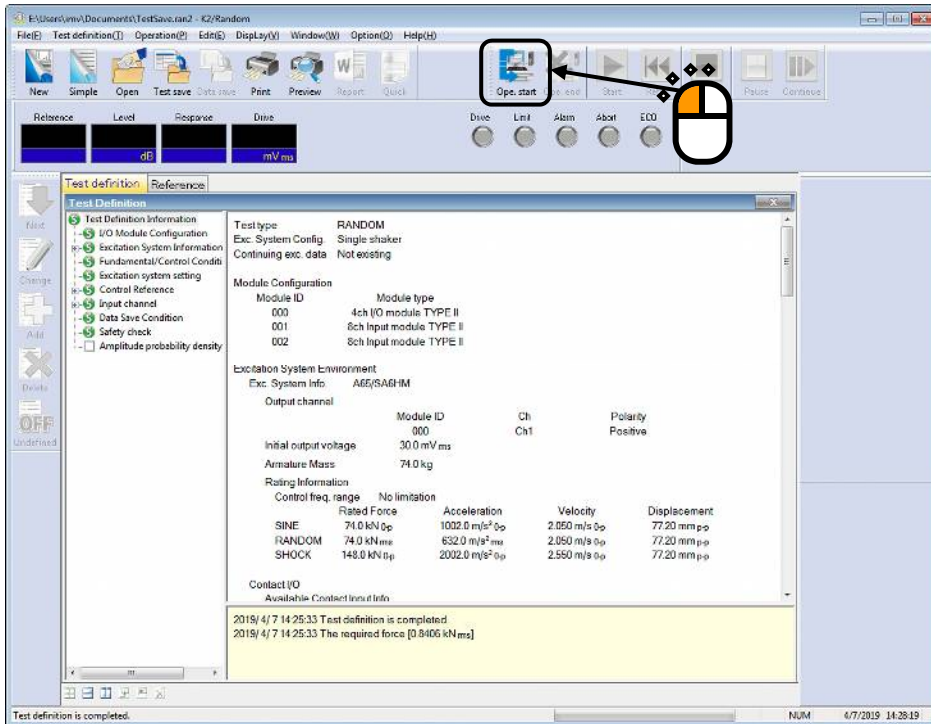 E:\Users\imv\Documents\TestSave.ran2 - K2/Random
File(F) Test definition(T) Operation(P) Edit(E) Display(V) Window(W) Option(O) Help(H)
New Simple Open Test save Data save Print Preview Report Quick Ope. start Ope. end Start Pause Continue
Reference Level Response Drive Drive Limit Alarm Abort ECO
dB mV rms
Test definition Reference
Test Definition
Next
Change
Add
Delete
OFF
Undefined
Test Definition Information
I/O Module Configuration
Excitation System Information
Fundamental/Control Conditi
Excitation system setting
Control Reference
Input channel
Data Save Condition
Safety check
Amplitude probability density
Test type RANDOM
Exc. System Config. Single shaker
Continuing exc. data Not existing
Module Configuration
Module ID Module type
000 4ch I/O module TYPE II
001 8ch Input module TYPE II
002 8ch Input module TYPE II
Excitation System Environment
Exc. System Info. A65/SA6HM
Output channel
Module ID Ch Polarity
000 Ch1 Positive
Initial output voltage 30.0 mV rms
Armature Mass 74.0 kg
Rating Information
Control freq. range No limitation
Rated Force Acceleration Velocity Displacement
SINE 74.0 kN 0-p 1002.0 m/s² 0-p 2.050 m/s 0-p 77.20 mm p-p
RANDOM 74.0 kN rms 632.0 m/s² rms 2.050 m/s 0-p 77.20 mm p-p
SHOCK 148.0 kN 0-p 2002.0 m/s² 0-p 2.550 m/s 0-p 77.20 mm p-p
Contact I/O
Available Contact Input Info
2019/ 4/ 7 14:25:33 Test definition is completed.
2019/ 4/ 7 14:25:33 The required force [0.8406 kN rms]
Test definition is completed. NUM 4/7/2019 14:28:19